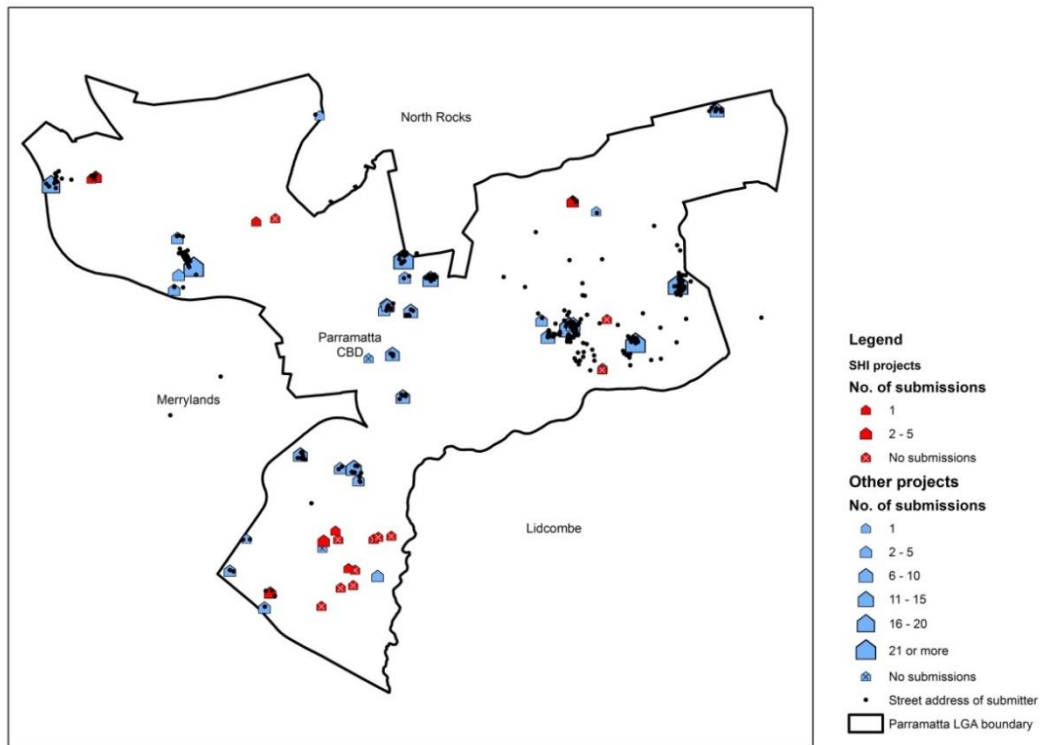 North Rocks
Parramatta
CBD
Merrylands
Lidcombe
Legend
SHI projects
No. of submissions
1
2 - 5
No submissions
Other projects
No. of submissions
1
2 - 5
6 - 10
11 - 15
16 - 20
21 or more
No submissions
Street address of submitter
Parramatta LGA boundary